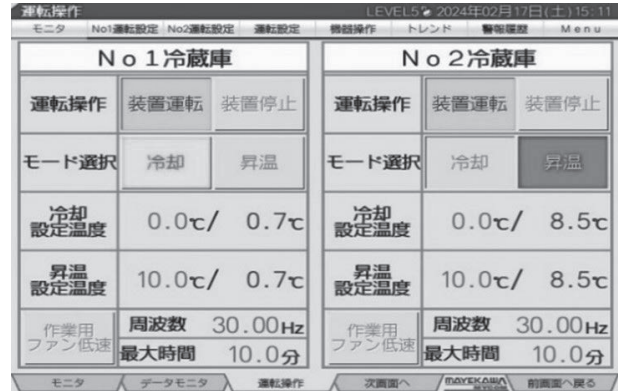 運転操作 LEVEL5 2024年02月17日(土)15:11
モニタ No1運転設定 No2運転設定 運転設定 機器操作 トレンド 警報履歴 Menu
No1冷蔵庫
運転操作 装置運転 装置停止
モード選択 冷却 昇温
冷却
設定温度 0.0℃/ 0.7℃
昇温
設定温度 10.0℃/ 0.7℃
作業用
ファン低速
周波数 30.00Hz
最大時間 10.0分
No2冷蔵庫
運転操作 装置運転 装置停止
モード選択 冷却 昇温
冷却
設定温度 0.0℃/ 8.5℃
昇温
設定温度 10.0℃/ 8.5℃
作業用
ファン低速
周波数 30.00Hz
最大時間 10.0分
モニタ データモニタ 運転操作 次画面へ MAYEKAWA 前画面へ戻る